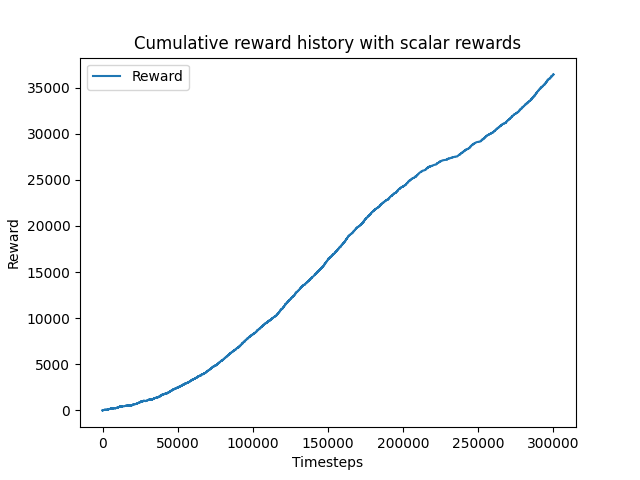 Cumulative reward history with scalar rewards
Reward
35000
30000
25000
20000
15000
10000
5000
0
Reward
0 50000 100000 150000 200000 250000 300000
Timesteps